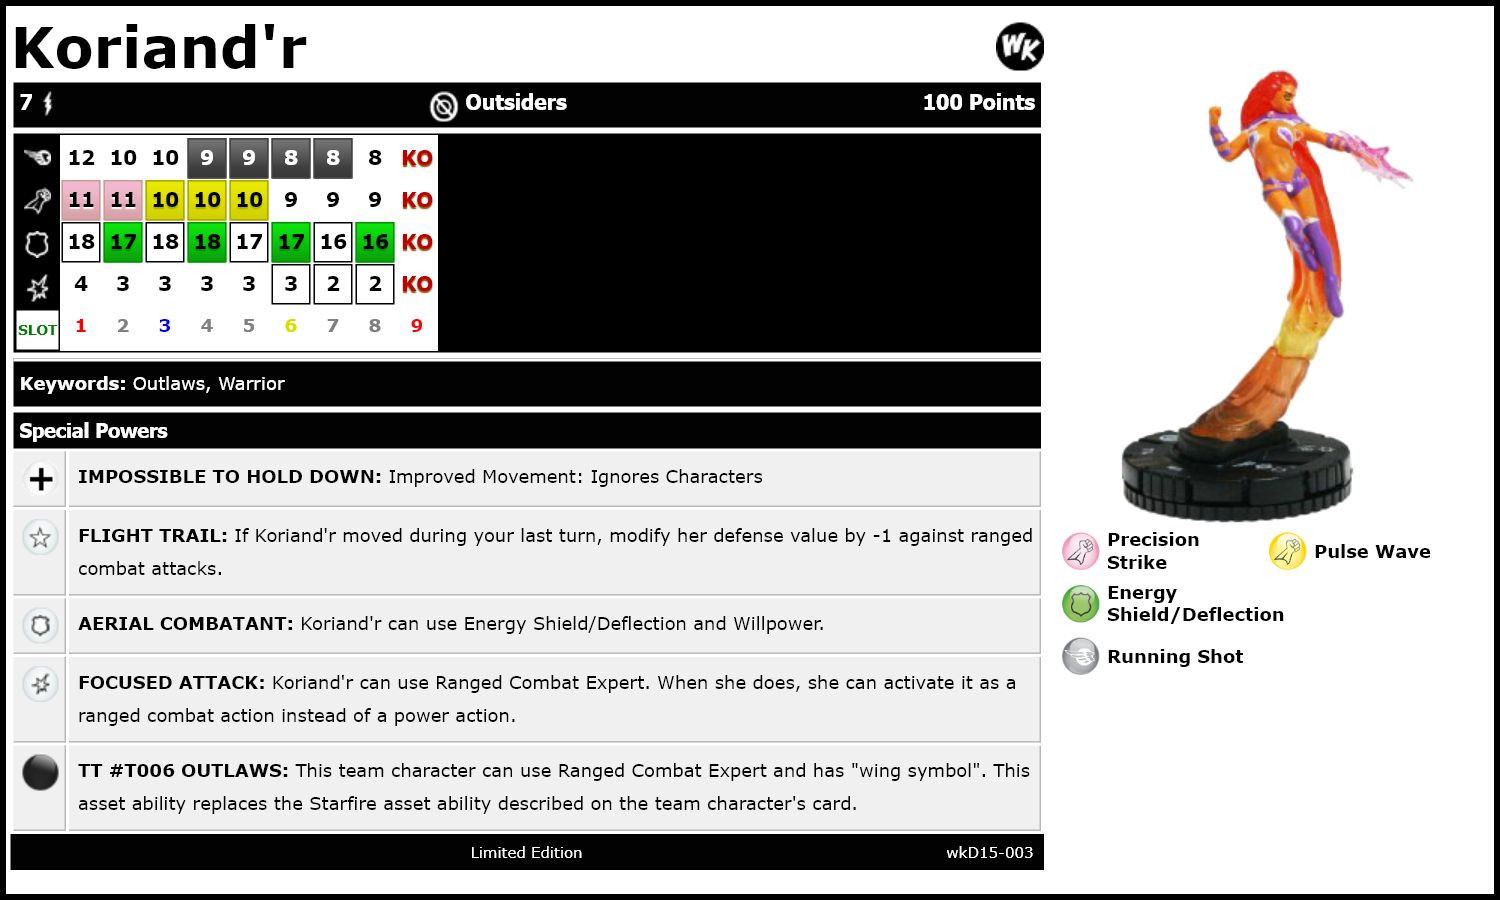 Koriand'r
WK
7 Outsiders 100 Points
12 10 10 9 9 8 8 8 KO
11 11 10 10 10 9 9 9 KO
18 17 18 18 17 17 16 16 KO
4 3 3 3 3 3 2 2 KO
SLOT 1 2 3 4 5 6 7 8 9
Keywords: Outlaws, Warrior
Special Powers
IMPOSSIBLE TO HOLD DOWN: Improved Movement: Ignores Characters
FLIGHT TRAIL: If Koriand'r moved during your last turn, modify her defense value by -1 against ranged
combat attacks.
AERIAL COMBATANT: Koriand'r can use Energy Shield/Deflection and Willpower.
FOCUSED ATTACK: Koriand'r can use Ranged Combat Expert. When she does, she can activate it as a
ranged combat action instead of a power action.
TT #T006 OUTLAWS: This team character can use Ranged Combat Expert and has "wing symbol". This
asset ability replaces the Starfire asset ability described on the team character's card.
Limited Edition wkD15-003
Precision
Strike
Pulse Wave
Energy
Shield/Deflection
Running Shot